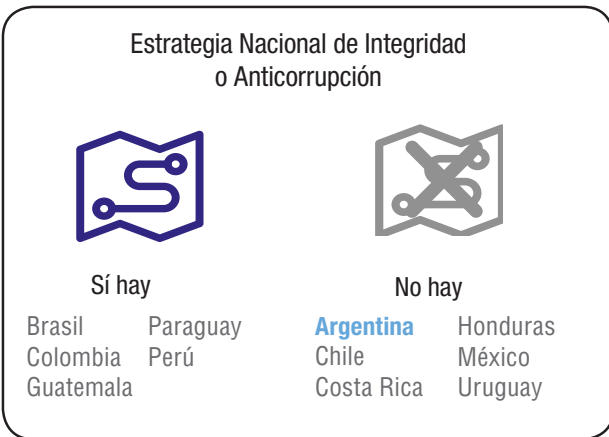 Estrategia Nacional de Integridad
o Anticorrupción
Sí hay
Brasil
Colombia
Guatemala
Paraguay
Perú
No hay
Argentina
Chile
Costa Rica
Honduras
México
Uruguay